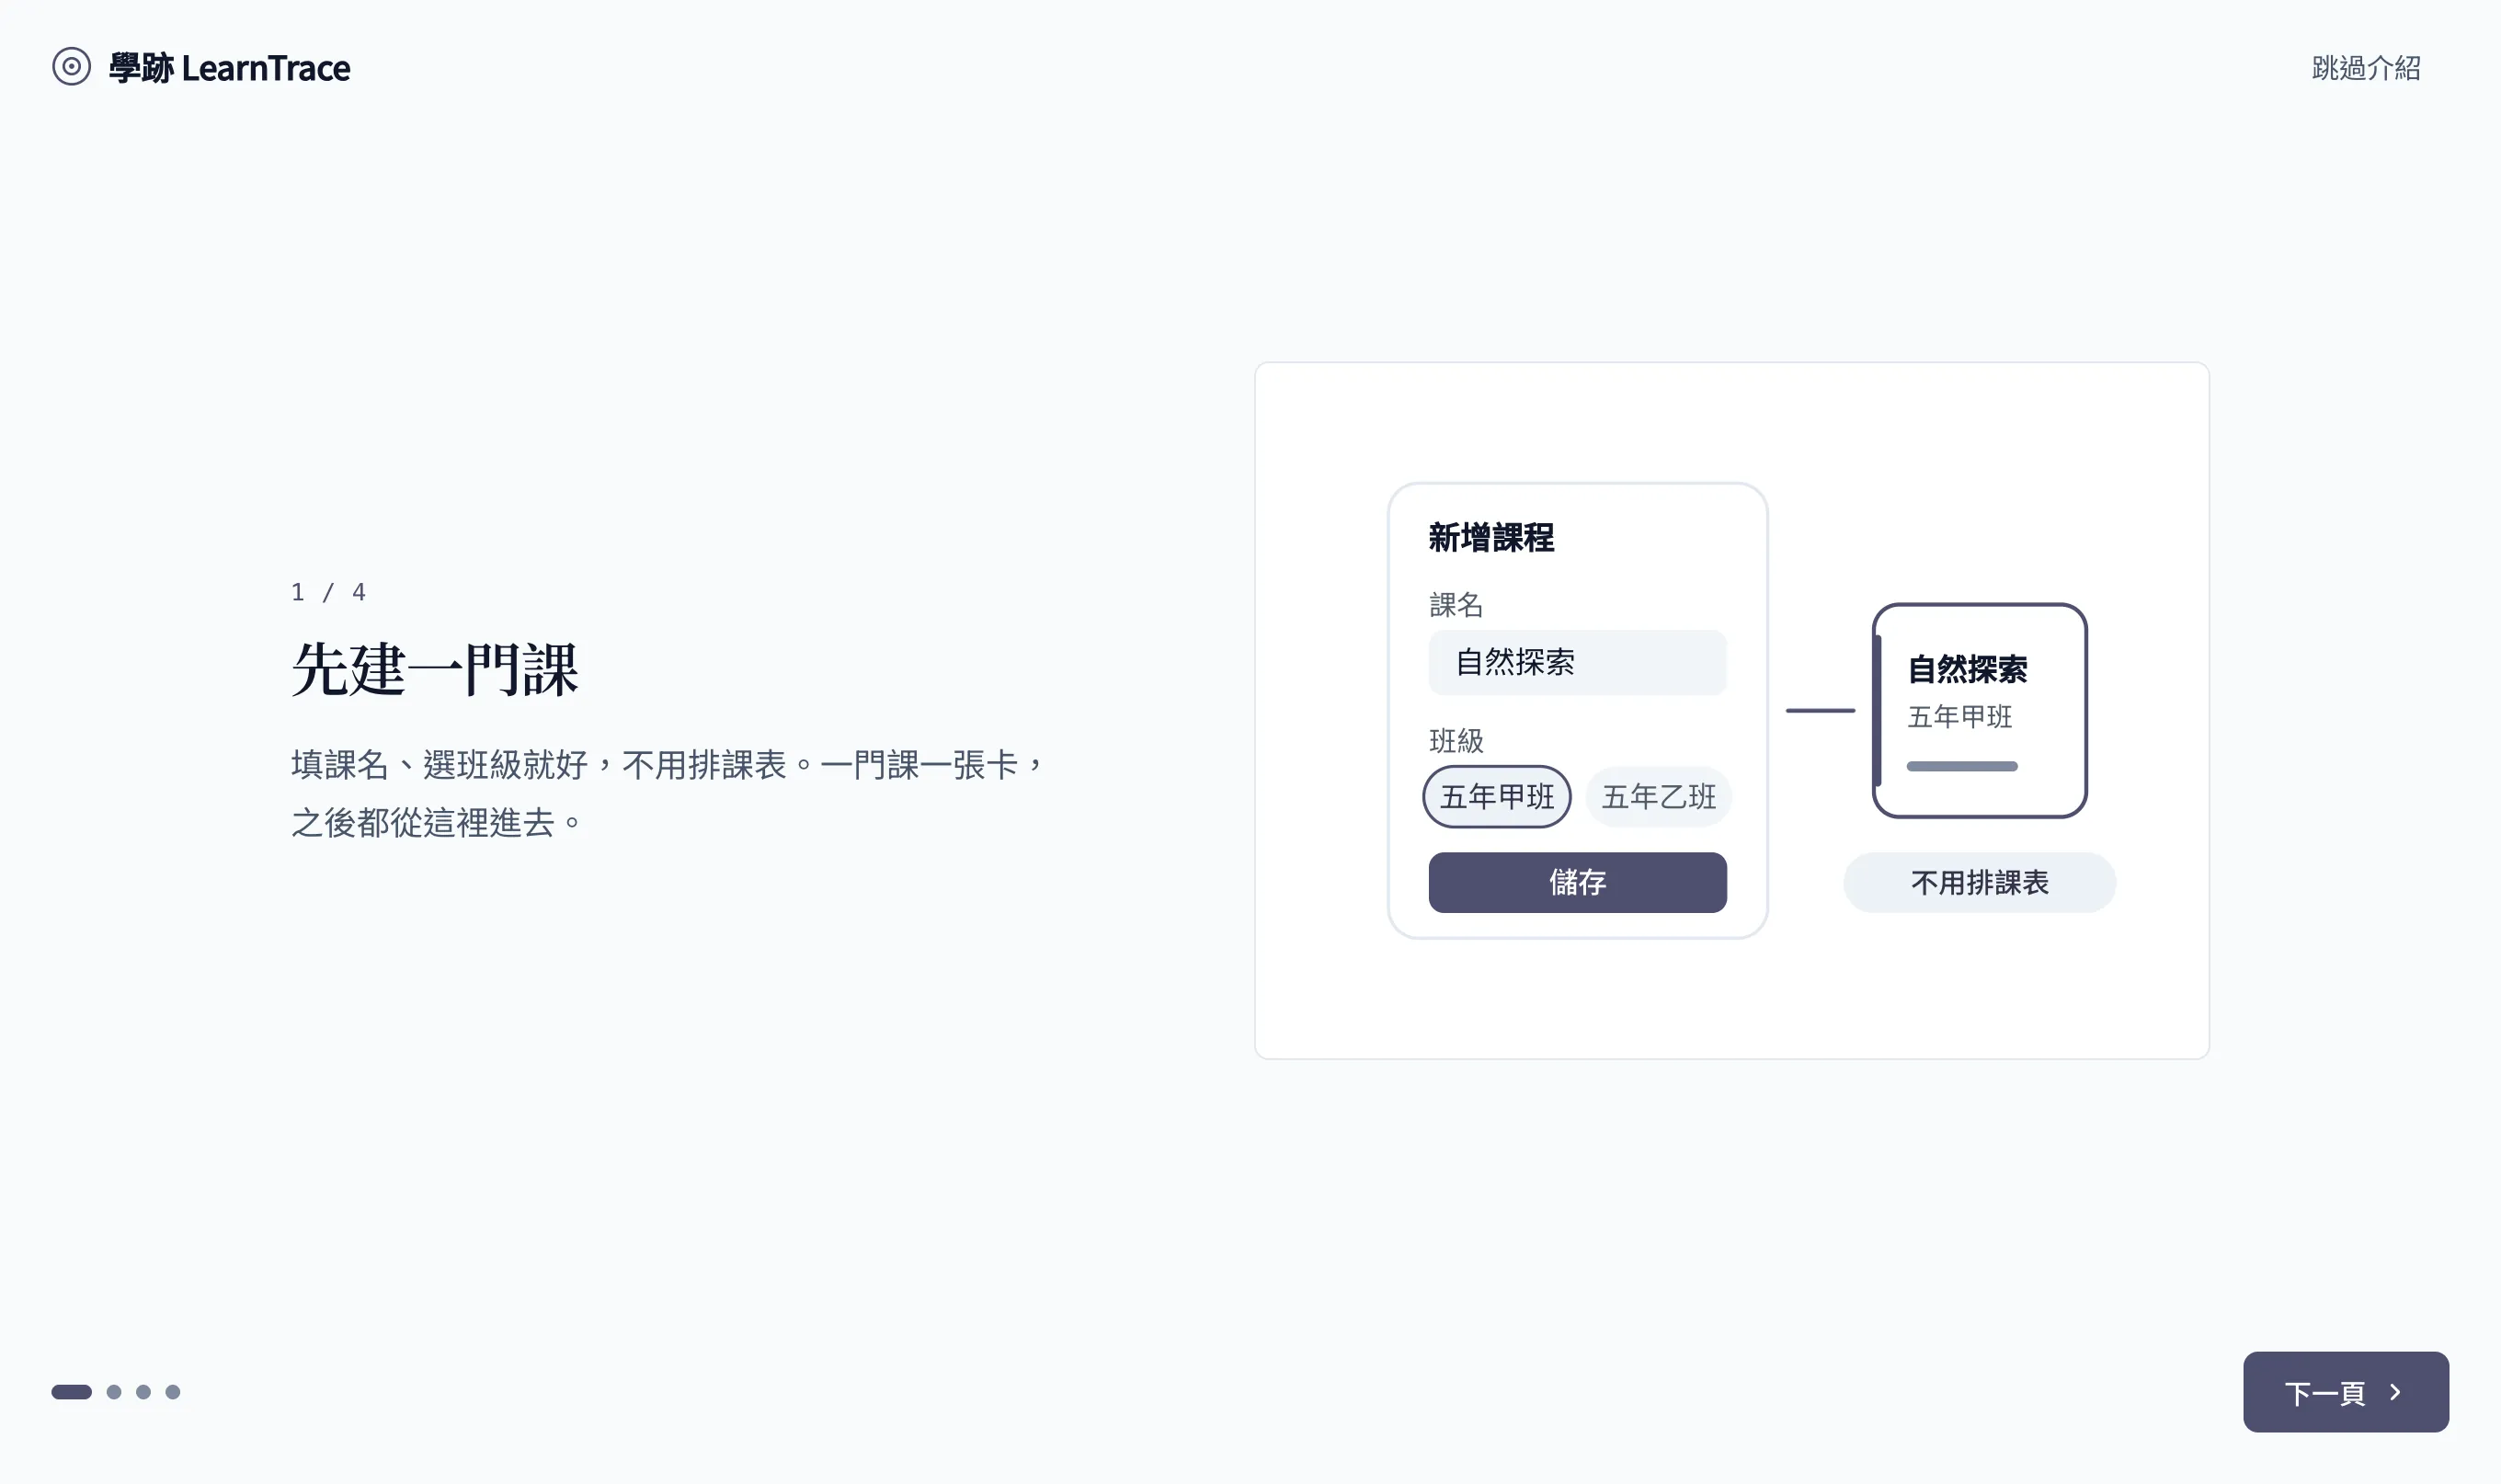 學跡 LearnTrace
跳過介紹
1 / 4
先建一門課
填課名、選班級就好，不用排課表。一門課一張卡，
之後都從這裡進去。
新增課程
課名
自然探索
班級
五年甲班
五年乙班
儲存
自然探索
五年甲班
不用排課表
下一頁